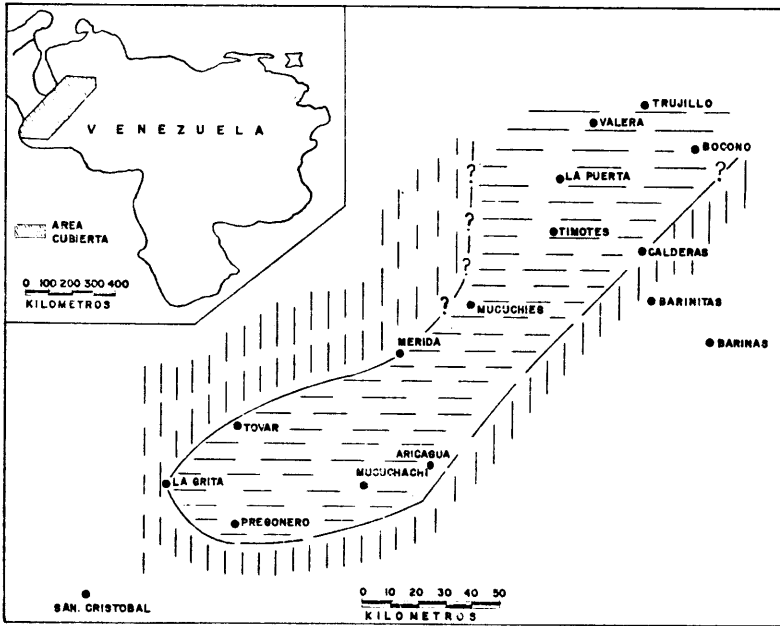 VENEZUELA
AREA
CUBIERTA
0 100 200 300 400
KILOMETROS
TRUJILLO
VALERA
BOCONO
?
LA PUERTA
?
?
TIMOTES
CALDERAS
?
?
MUCUCHIES
BARINITAS
MERIDA
BARINAS
TOVAR
ARICAGUA
MUCUCHACHI
LA GRITA
PREGONERO
SAN. CRISTOBAL
0 10 20 30 40 50
KILOMETROS